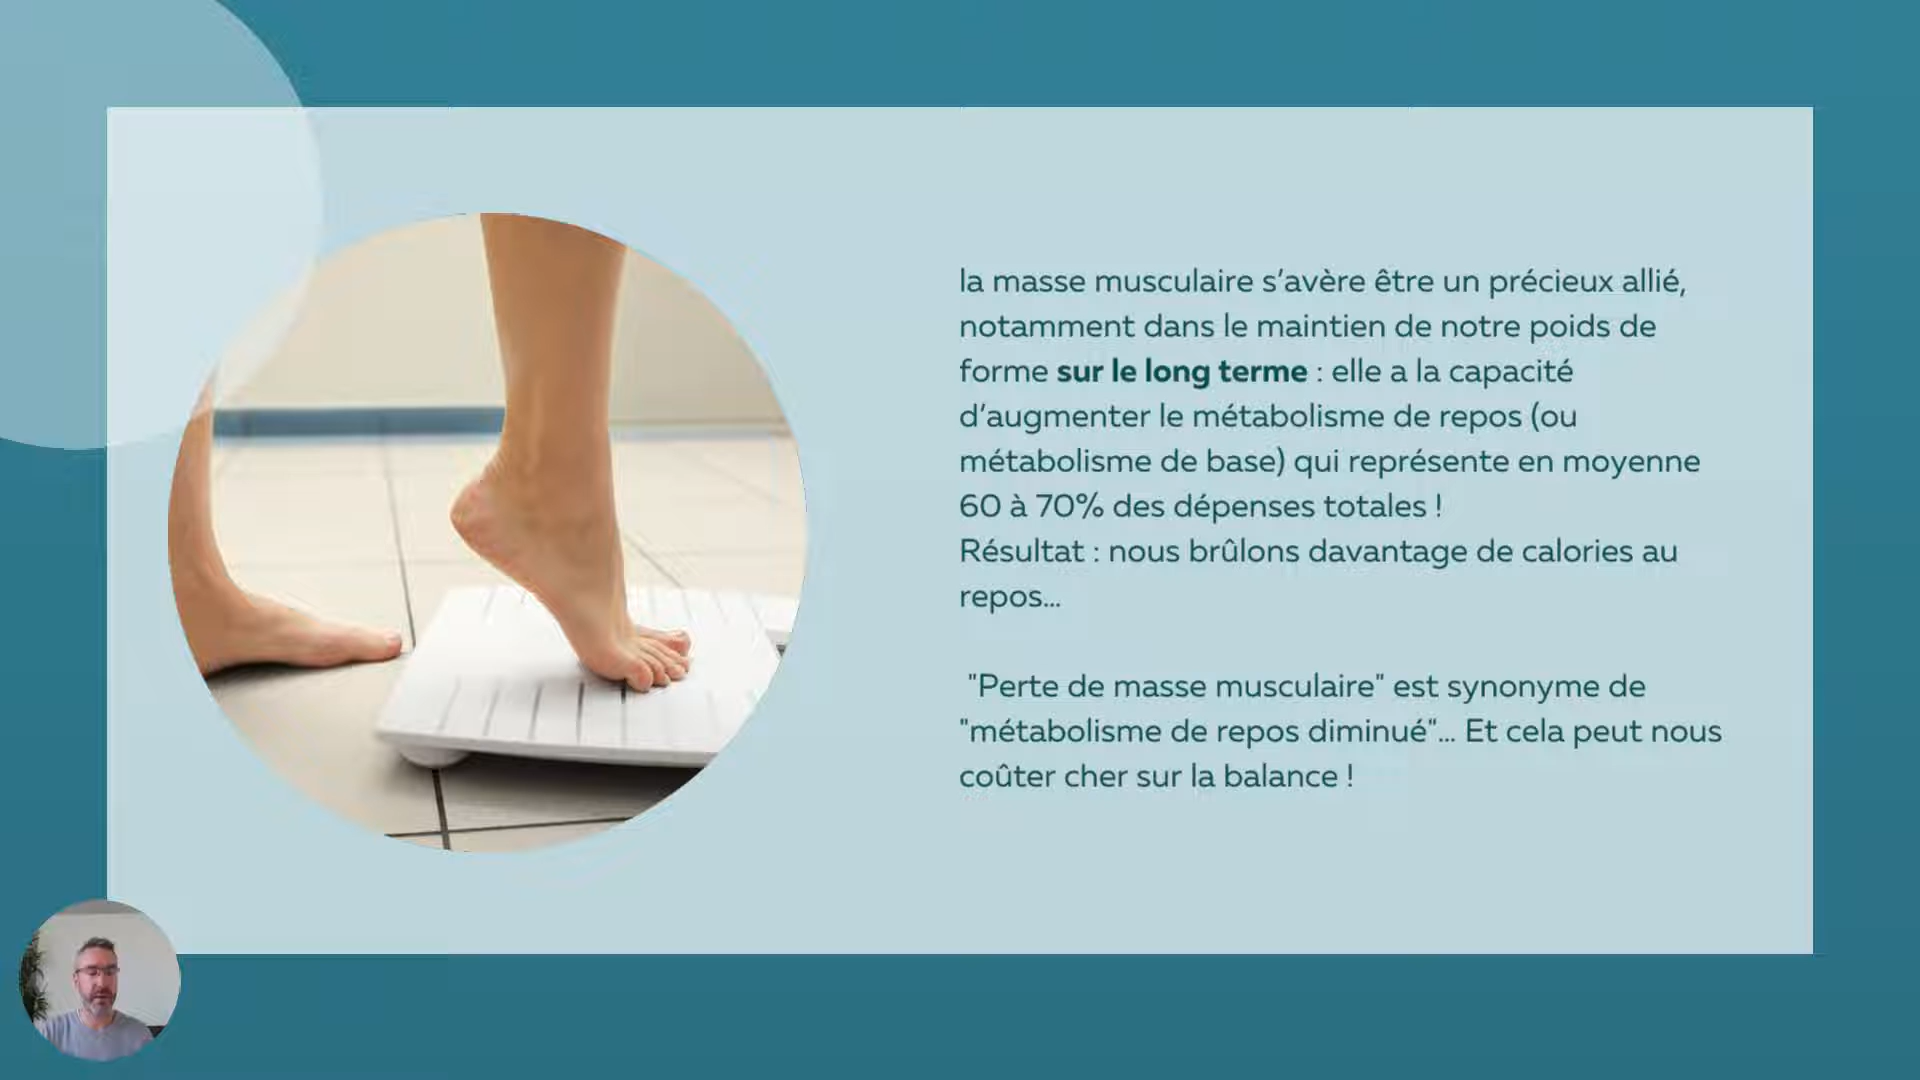 la masse musculaire s’avère être un précieux allié,
notamment dans le maintien de notre poids de
forme sur le long terme : elle a la capacité
d’augmenter le métabolisme de repos (ou
métabolisme de base) qui représente en moyenne
60 à 70% des dépenses totales !
Résultat : nous brûlons davantage de calories au
repos...
"Perte de masse musculaire" est synonyme de
"métabolisme de repos diminué"... Et cela peut nous
coûter cher sur la balance !